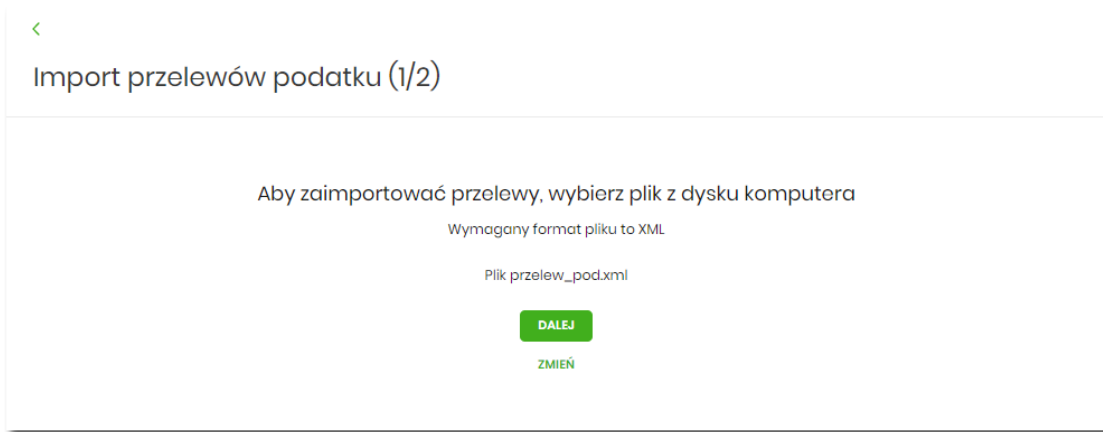 Import przelewów podatku (1/2)
Aby zaimportować przelewy, wybierz plik z dysku komputera
Wymagany format pliku to XML
Plik przelew_pod.xml
DALEJ
ZMIEŃ